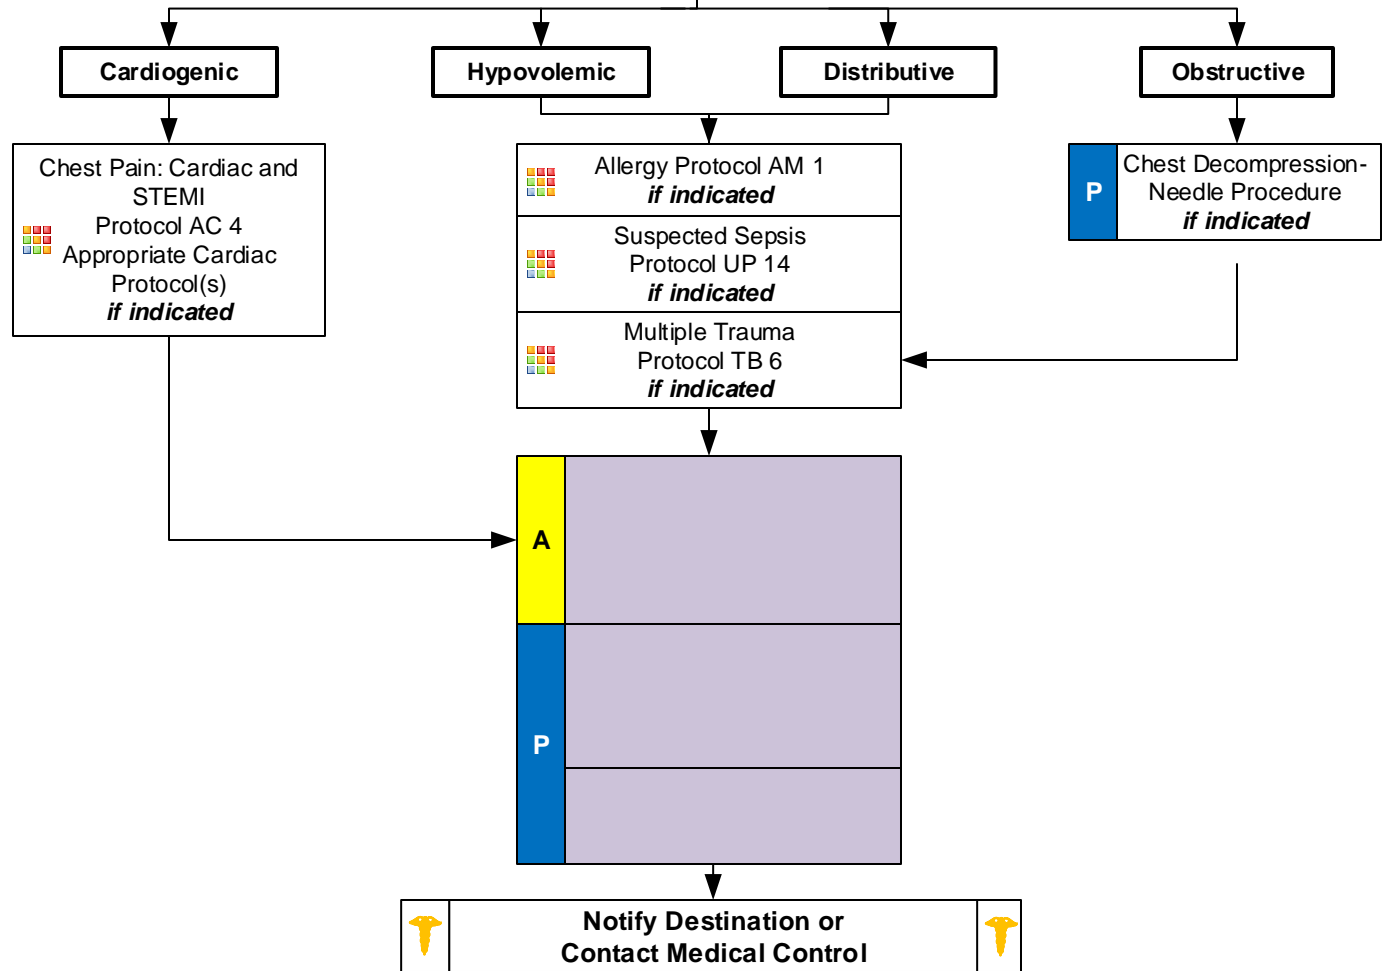 Cardiogenic
Hypovolemic
Distributive
Obstructive
Chest Pain: Cardiac and
STEMI
Protocol AC 4
Appropriate Cardiac
Protocol(s)
if indicated
Allergy Protocol AM 1
if indicated
Suspected Sepsis
Protocol UP 14
if indicated
Multiple Trauma
Protocol TB 6
if indicated
P
Chest Decompression-
Needle Procedure
if indicated
A
P
Notify Destination or
Contact Medical Control